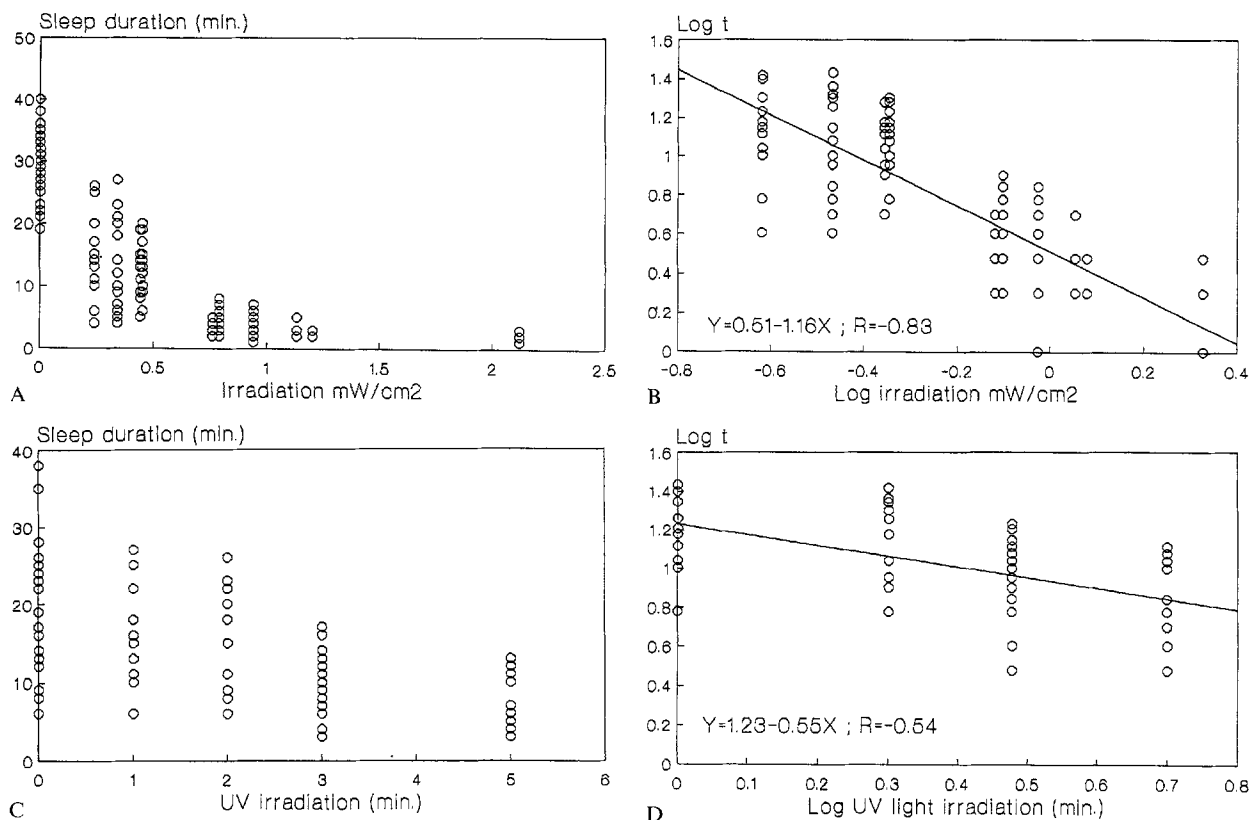 Sleep duration (min.)
50
40
30
20
10
0
0 0.5 1 1.5 2 2.5
Irradiation mW/cm2
A
Log t
1.6
1.4
1.2
1
0.8
0.6
0.4
0.2
0
-0.8 -0.6 -0.4 -0.2 0 0.2 0.4
Log irradiation mW/cm2
Y=0.51-1.16X ; R=-0.83
B
Sleep duration (min.)
40
30
20
10
0
0 1 2 3 4 5 6
UV irradiation (min.)
C
Log t
1.6
1.4
1.2
1
0.8
0.6
0.4
0.2
0
0 0.1 0.2 0.3 0.4 0.5 0.6 0.7 0.8
Log UV light irradiation (min.)
Y=1.23-0.55X ; R=-0.54
D